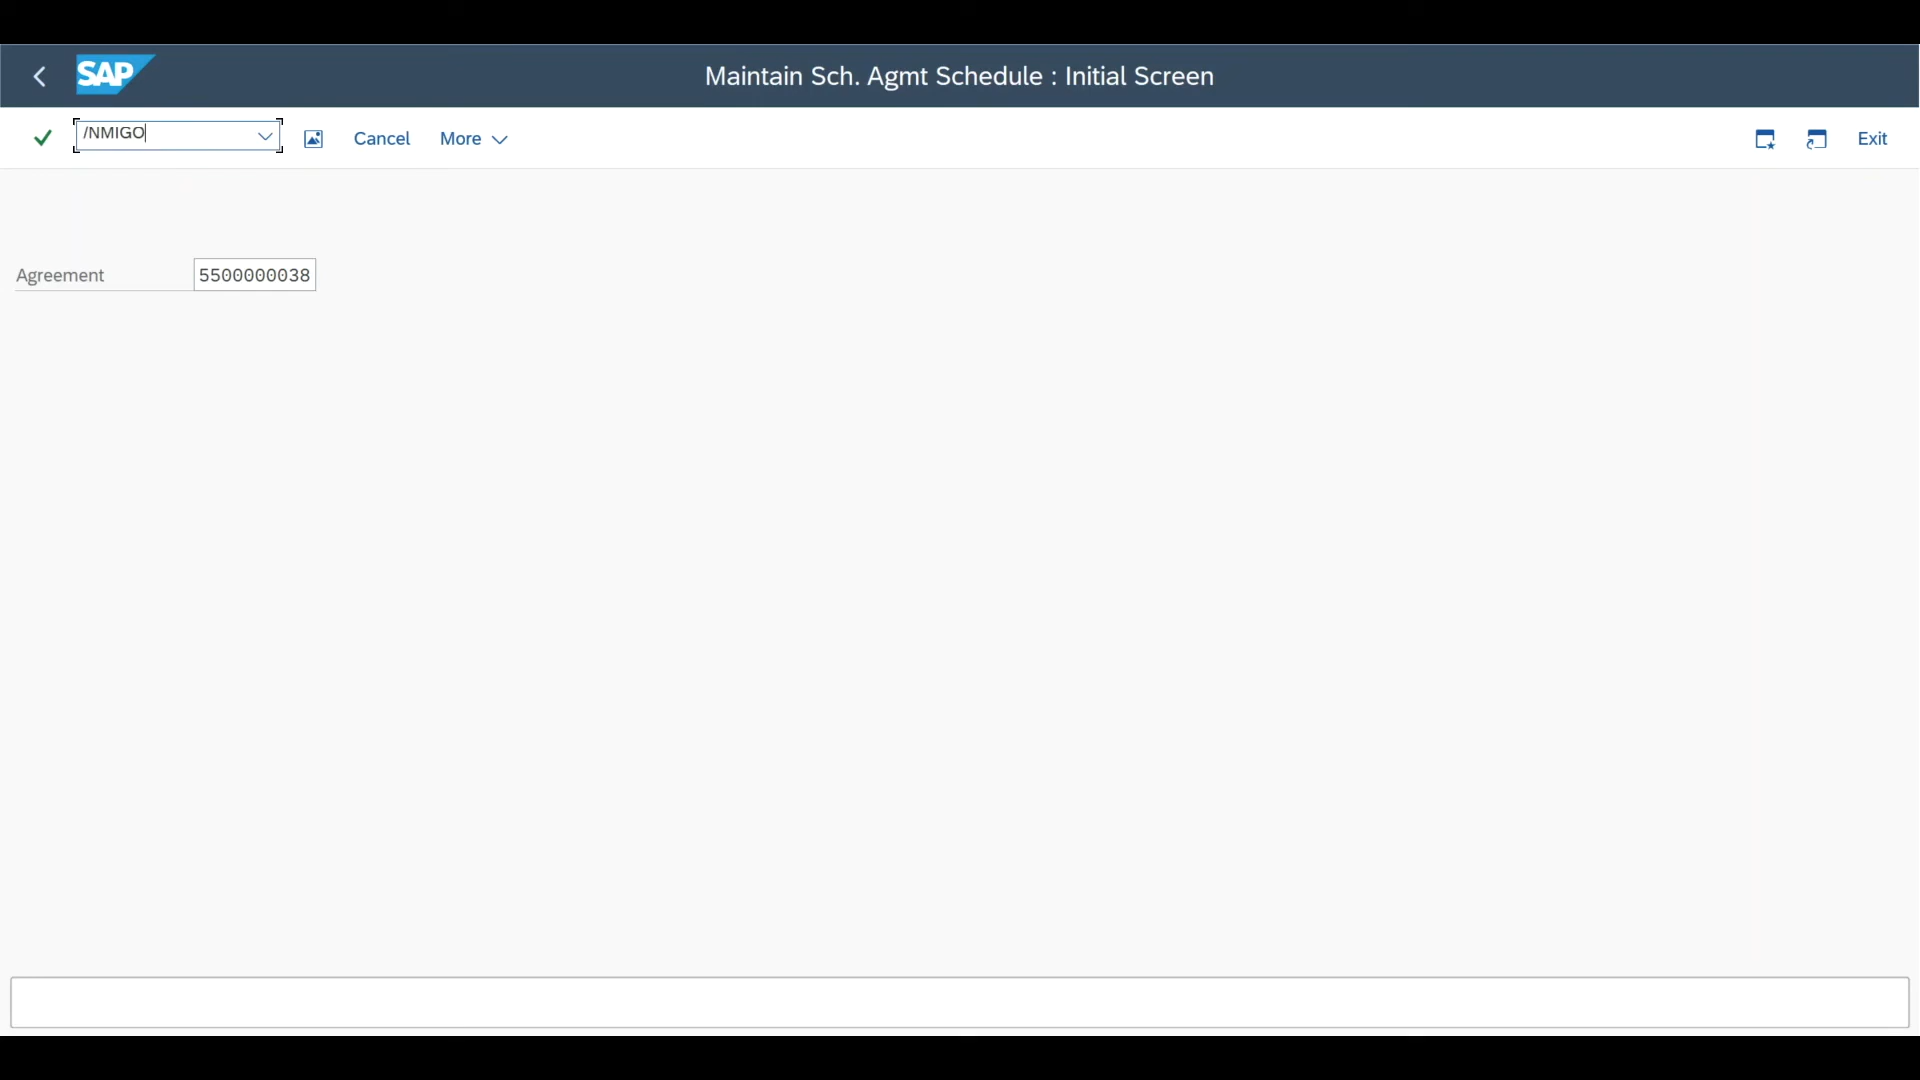 SAP
Maintain Sch. Agmt Schedule : Initial Screen
/NMIGO
Cancel
More
Exit
Agreement
5500000038